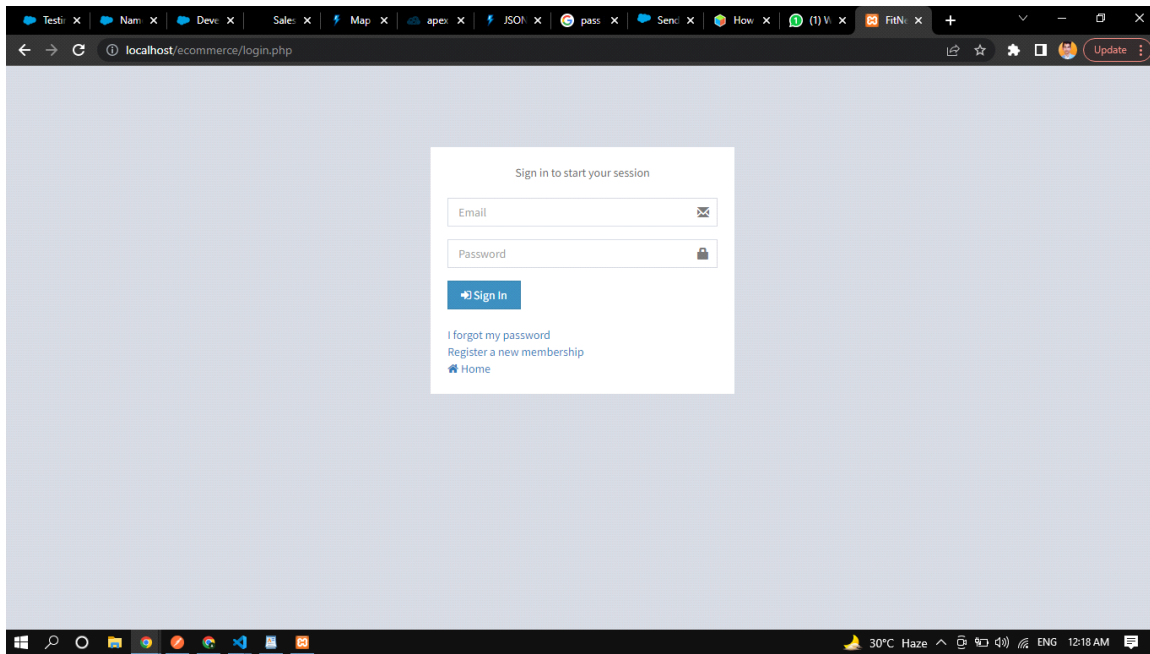 Testir
Nam
Deve
Sales
Map
apex
JSON
pass
Send
How
(1) W
FitNe
localhost/ecommerce/login.php
Update
Sign in to start your session
Email
Password
Sign In
I forgot my password
Register a new membership
Home
30°C Haze
ENG
12:18 AM